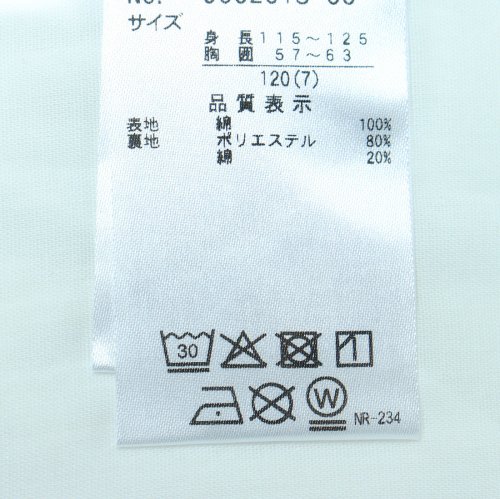 サイズ
身長 115～125
胸囲 57～63
120(7)
品質表示
表地 綿 100%
裏地 ポリエステル 80%
綿 20%
30
W
NR-234